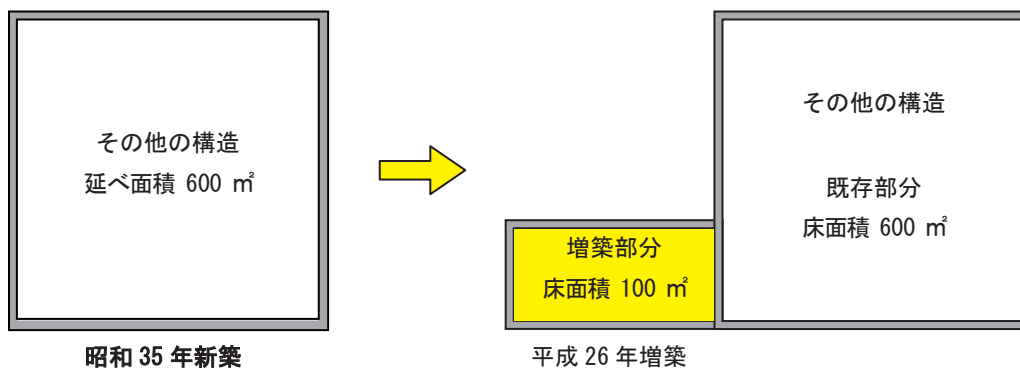 その他の構造
延べ面積 600 ㎡
昭和 35 年新築
増築部分
床面積 100 ㎡
平成 26 年増築
その他の構造
既存部分
床面積 600 ㎡